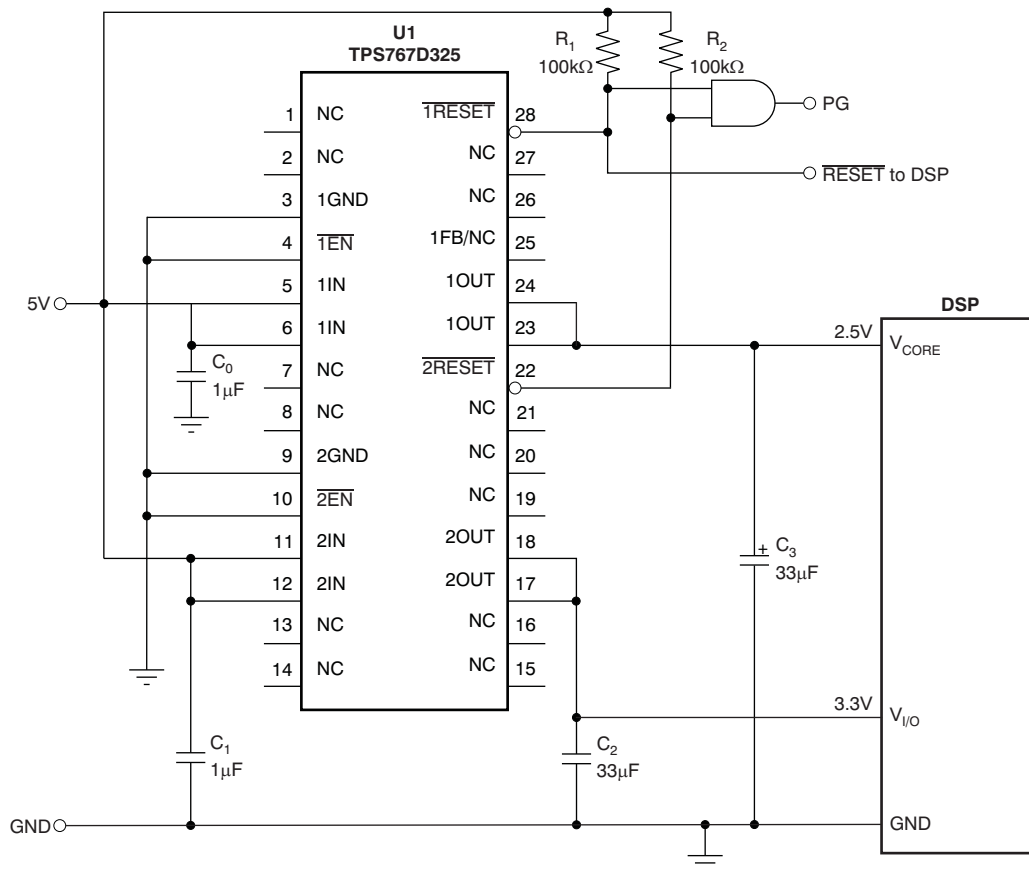 U1
TPS767D325
R1
100kΩ
R2
100kΩ
PG
RESET to DSP
1 NC
2 NC
3 1GND
4 1EN
5 1IN
6 1IN
7 NC
8 NC
9 2GND
10 2EN
11 2IN
12 2IN
13 NC
14 NC
1RESET 28
NC 27
NC 26
1FB/NC 25
1OUT 24
1OUT 23
2RESET 22
NC 21
NC 20
NC 19
2OUT 18
2OUT 17
NC 16
NC 15
5V
C0
1μF
C1
1μF
GND
DSP
2.5V VCORE
+ C3
33μF
3.3V VI/O
C2
33μF
GND